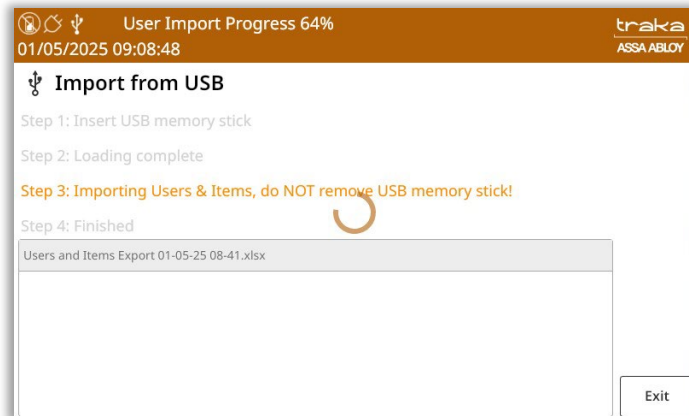 User Import Progress 64%
traka
01/05/2025 09:08:48
ASSA ABLOY
Import from USB
Step 1: Insert USB memory stick
Step 2: Loading complete
Step 3: Importing Users & Items, do NOT remove USB memory stick!
Step 4: Finished
Users and Items Export 01-05-25 08-41.xlsx
Exit